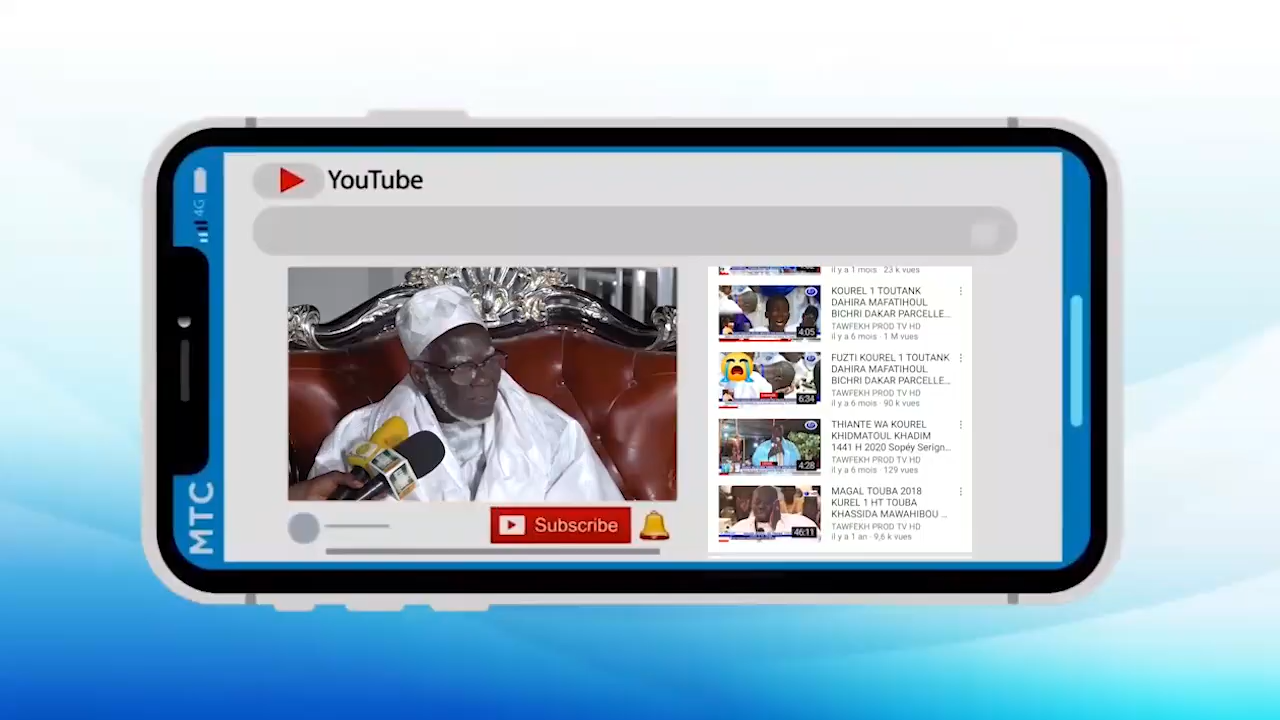 YouTube
4G
MTC
Subscribe
il y a 1 mois · 23 k vues
KOUREL 1 TOUTANK
DAHIRA MAFATIHOUL
BICHRI DAKAR PARCELLE...
TAWFEKH PROD TV HD
il y a 6 mois · 1 M vues
4:05
FUZTI KOUREL 1 TOUTANK
DAHIRA MAFATIHOUL
BICHRI DAKAR PARCELLE...
TAWFEKH PROD TV HD
il y a 6 mois · 90 k vues
6:34
THIANTE WA KOUREL
KHIDMATOUL KHADIM
1441 H 2020 Sopéy Serign...
TAWFEKH PROD TV HD
il y a 6 mois · 129 vues
4:28
MAGAL TOUBA 2018
KUREL 1 HT TOUBA
KHASSIDA MAWAHIBOU ...
TAWFEKH PROD TV HD
il y a 1 an · 9,6 k vues
46:11